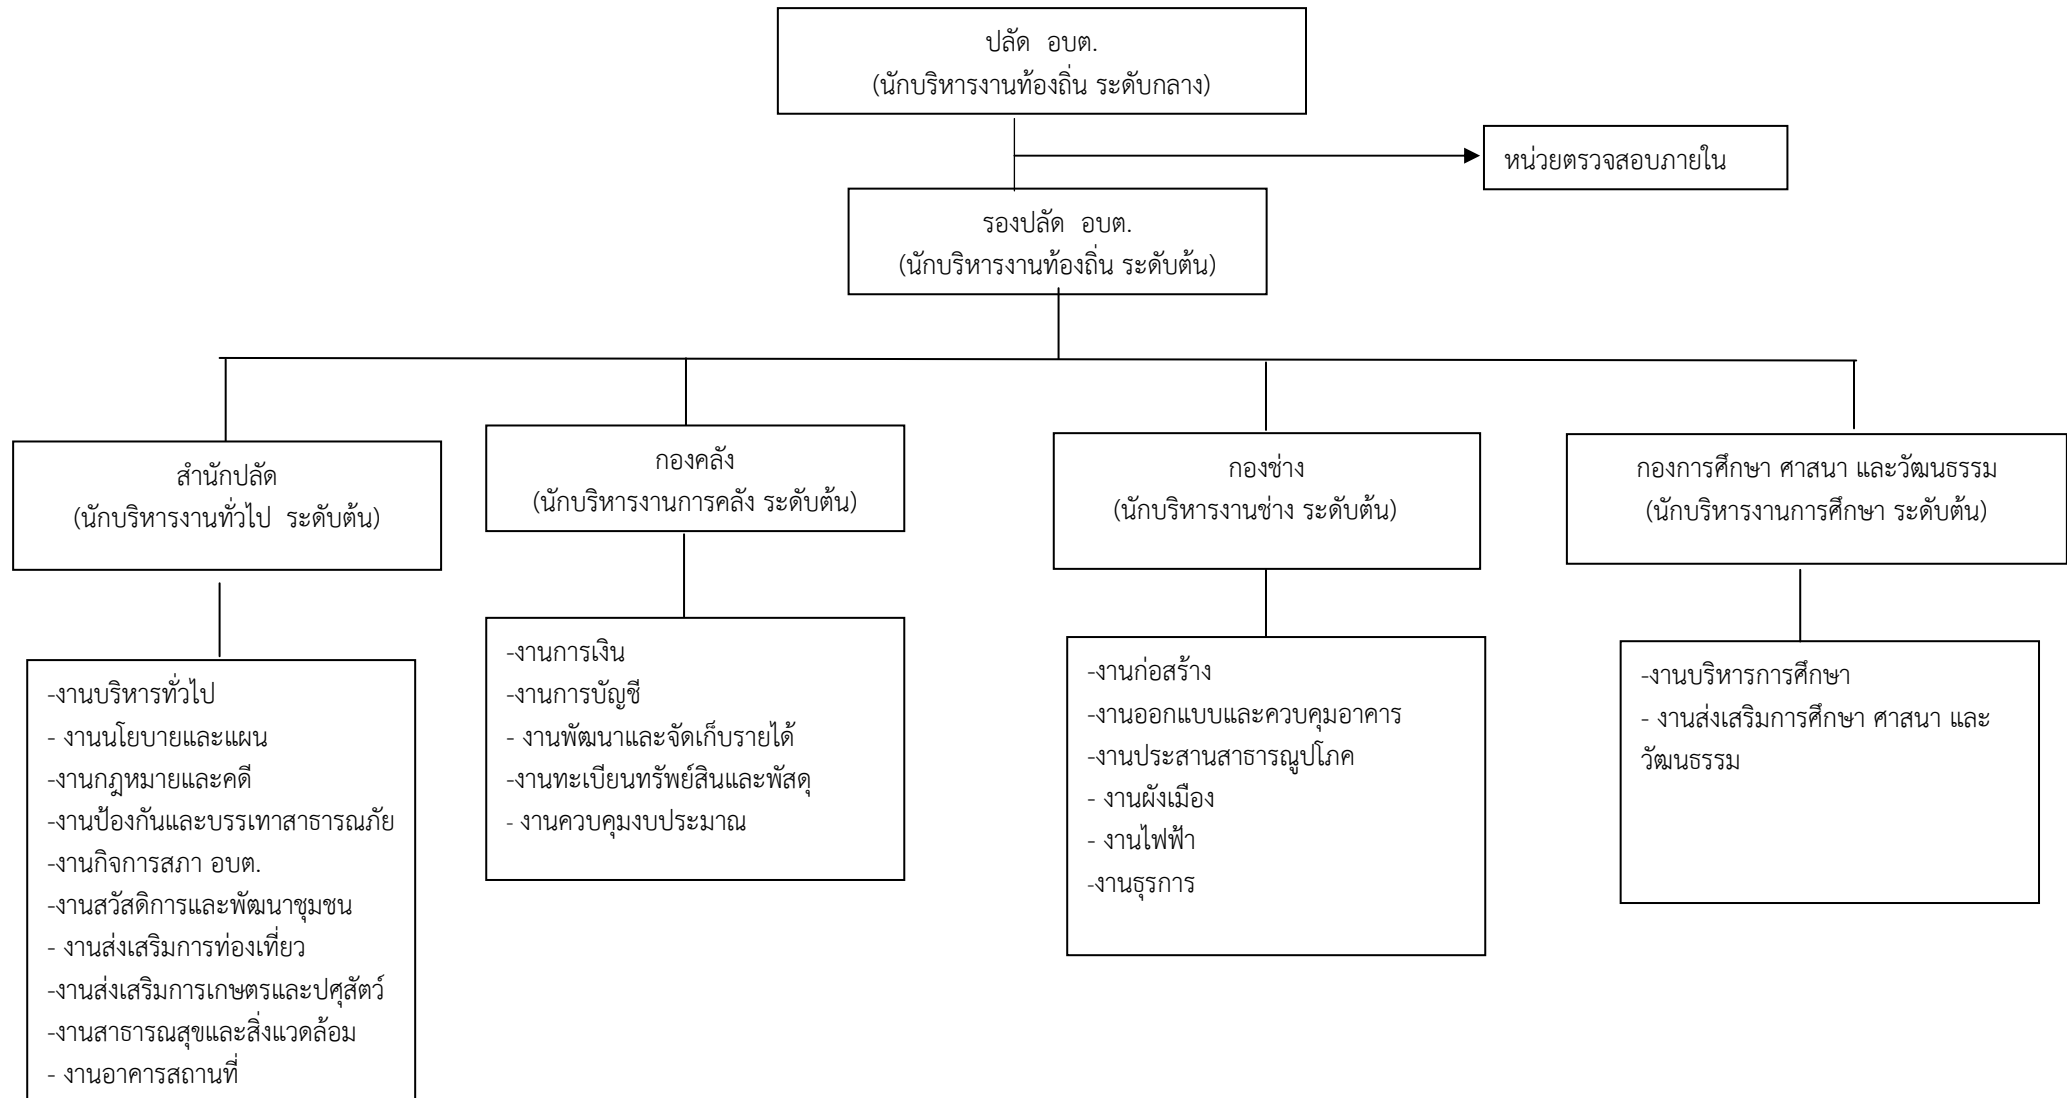 ปลัด  อบต.
(นักบริหารงานท้องถิ่น ระดับกลาง)
หน่วยตรวจสอบภายใน
รองปลัด  อบต.
(นักบริหารงานท้องถิ่น ระดับต้น)
สำนักปลัด
(นักบริหารงานทั่วไป  ระดับต้น)
กองคลัง
(นักบริหารงานการคลัง ระดับต้น)
กองช่าง
(นักบริหารงานช่าง ระดับต้น)
กองการศึกษา ศาสนา และวัฒนธรรม
(นักบริหารงานการศึกษา ระดับต้น)
-งานบริหารทั่วไป
- งานนโยบายและแผน
-งานกฎหมายและคดี
-งานป้องกันและบรรเทาสาธารณภัย
-งานกิจการสภา อบต.
-งานสวัสดิการและพัฒนาชุมชน
- งานส่งเสริมการท่องเที่ยว
-งานส่งเสริมการเกษตรและปศุสัตว์
-งานสาธารณสุขและสิ่งแวดล้อม
- งานอาคารสถานที่
-งานการเงิน
-งานการบัญชี
- งานพัฒนาและจัดเก็บรายได้
-งานทะเบียนทรัพย์สินและพัสดุ
- งานควบคุมงบประมาณ
-งานก่อสร้าง
-งานออกแบบและควบคุมอาคาร
-งานประสานสาธารณูปโภค
- งานผังเมือง
- งานไฟฟ้า
-งานธุรการ
-งานบริหารการศึกษา
- งานส่งเสริมการศึกษา ศาสนา และ
วัฒนธรรม